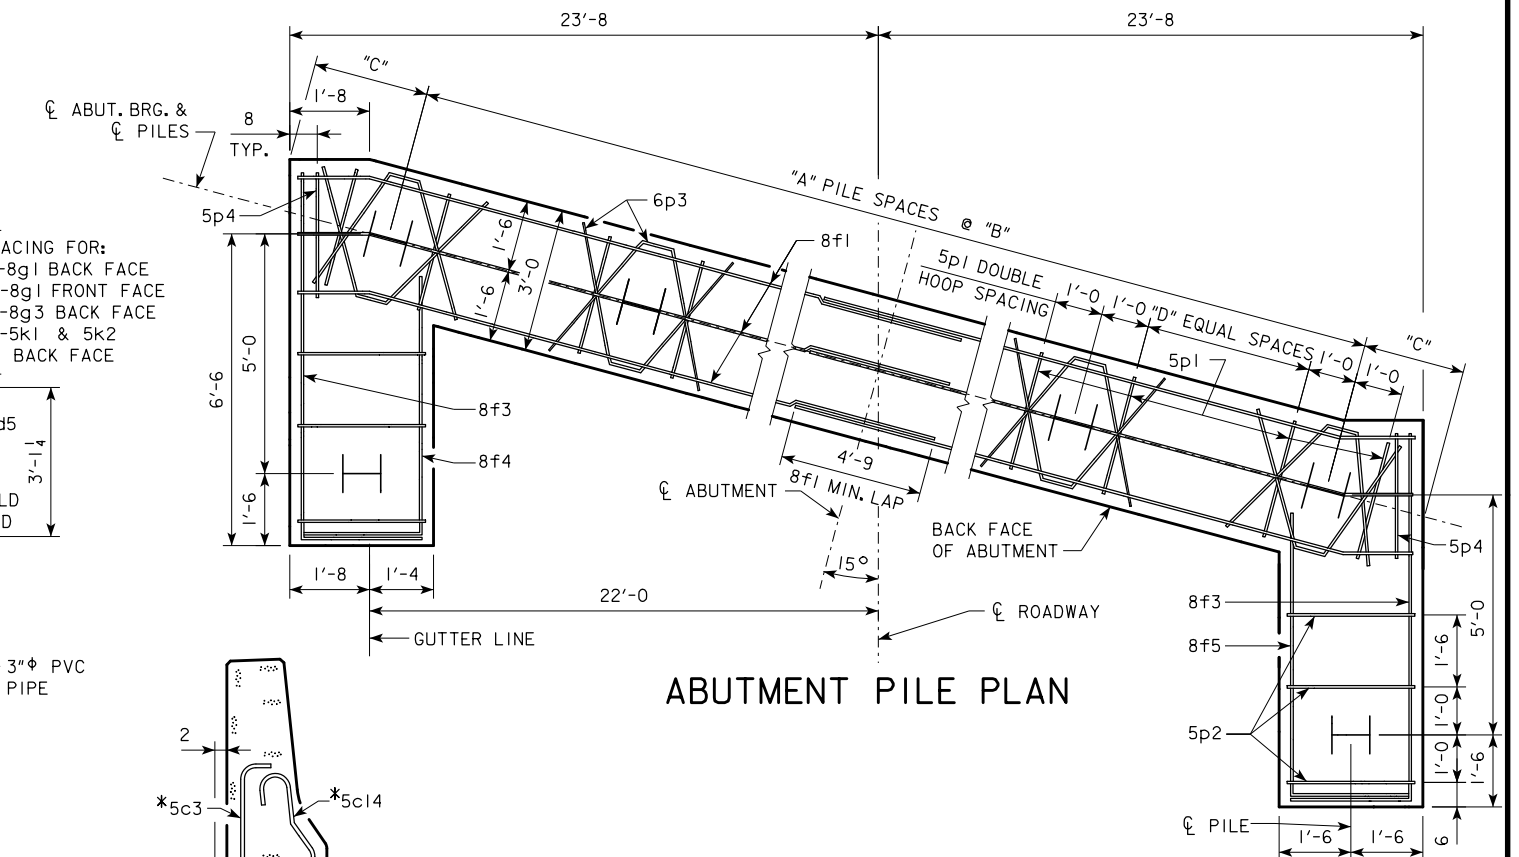 23'-8
23'-8
"C"
1'-8
℄ ABUT. BRG. &
℄ PILES
8
TYP.
5p4
"A" PILE SPACES @ "B"
6p3
8f1
1'-6
3'-0
1'-6
5p1 DOUBLE
HOOP SPACING
1'-0
1'-0
"D" EQUAL SPACES
1'-0
1'-0
"C"
5p1
ACING FOR:
-8g1 BACK FACE
-8g1 FRONT FACE
-8g3 BACK FACE
-5k1 & 5k2
BACK FACE
d5
3'-1¼
LD
D
6'-6
5'-0
1'-6
8f3
8f4
4'-9
8f1 MIN. LAP
℄ ABUTMENT
BACK FACE
OF ABUTMENT
15°
5p4
1'-8
1'-4
22'-0
℄ ROADWAY
GUTTER LINE
8f3
8f5
5p2
1'-6
1'-0
1'-0
5'-0
1'-6
6
℄ PILE
1'-6
1'-6
ABUTMENT PILE PLAN
3"Φ PVC
PIPE
2
*5c3
*5c14